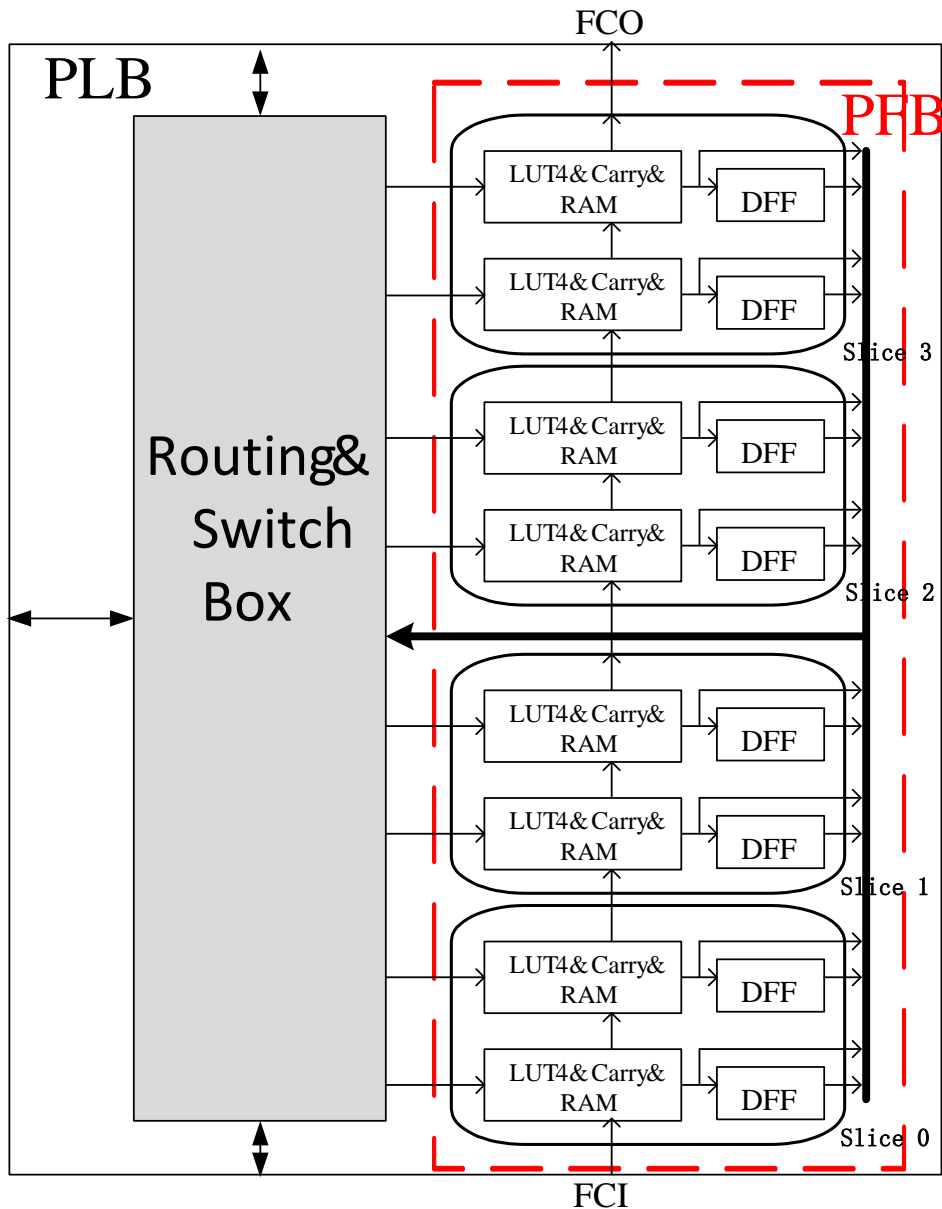 FCO
PLB
PFB
LUT4&Carry&
RAM
DFF
LUT4&Carry&
RAM
DFF
Slice 3
LUT4&Carry&
RAM
DFF
LUT4&Carry&
RAM
DFF
Slice 2
Routing&
Switch
Box
LUT4&Carry&
RAM
DFF
LUT4&Carry&
RAM
DFF
Slice 1
LUT4&Carry&
RAM
DFF
LUT4&Carry&
RAM
DFF
Slice 0
FCI